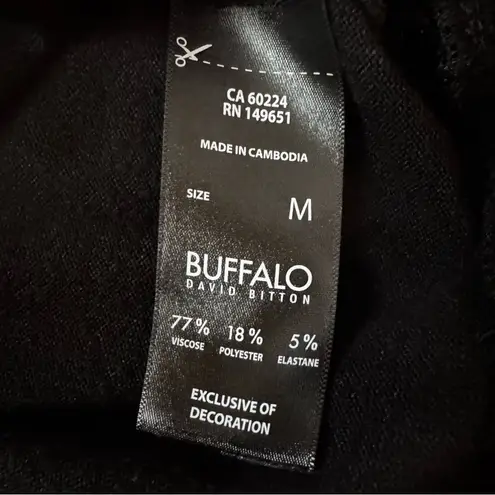 CA 60224
RN 149651
MADE IN CAMBODIA
SIZE M
BUFFALO
DAVID BITTON
77% 18% 5%
VISCOSE POLYESTER ELASTANE
EXCLUSIVE OF
DECORATION